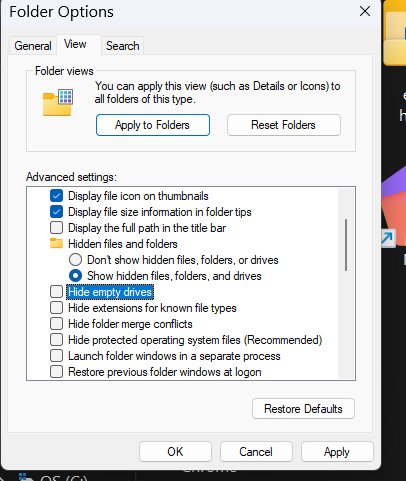 Folder Options
General
View
Search
Folder views
You can apply this view (such as Details or Icons) to
all folders of this type.
Apply to Folders
Reset Folders
Advanced settings:
Display file icon on thumbnails
Display file size information in folder tips
Display the full path in the title bar
Hidden files and folders
Don't show hidden files, folders, or drives
Show hidden files, folders, and drives
Hide empty drives
Hide extensions for known file types
Hide folder merge conflicts
Hide protected operating system files (Recommended)
Launch folder windows in a separate process
Restore previous folder windows at logon
Restore Defaults
OK
Cancel
Apply